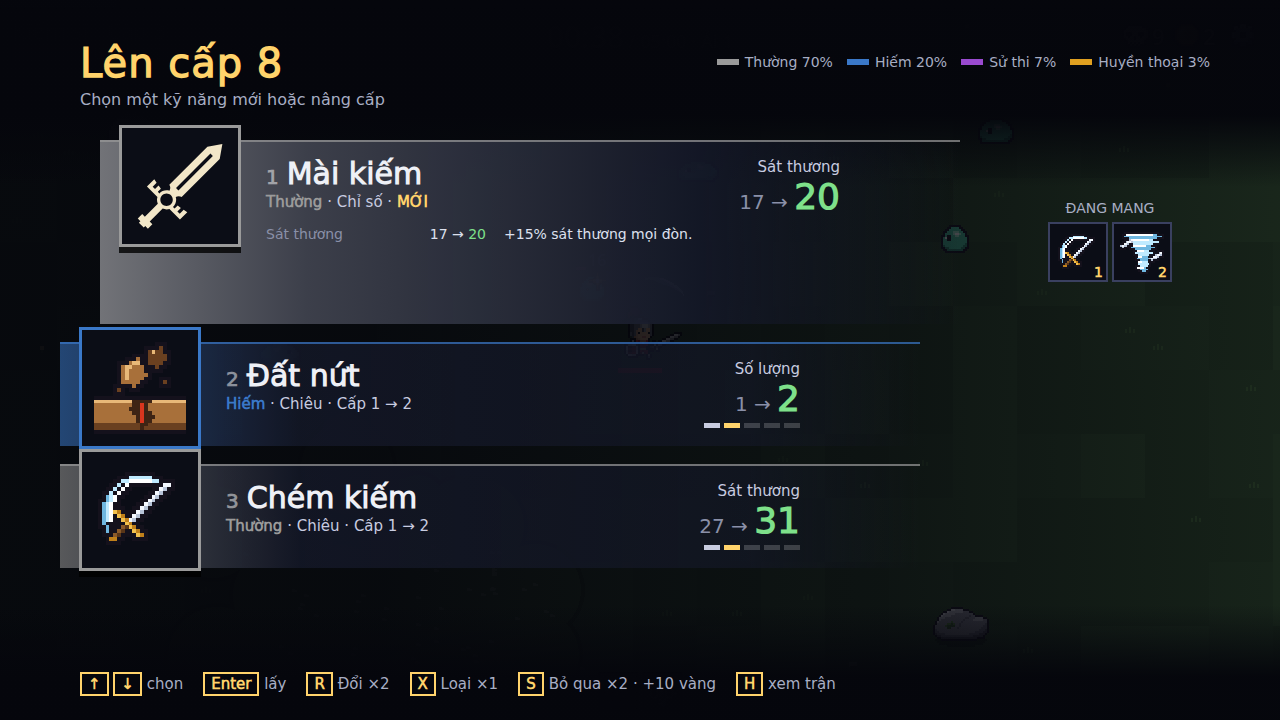 Lên cấp 8
Chọn một kỹ năng mới hoặc nâng cấp
Thường 70% Hiếm 20% Sử thi 7% Huyền thoại 3%
1 Mài kiếm
Thường · Chỉ số · MỚI
Sát thương
17 → 20
Sát thương 17 → 20 +15% sát thương mọi đòn.
ĐANG MANG
1 2
2 Đất nứt
Hiếm · Chiêu · Cấp 1 → 2
Số lượng
1 → 2
3 Chém kiếm
Thường · Chiêu · Cấp 1 → 2
Sát thương
27 → 31
↑ ↓ chọn Enter lấy R Đổi ×2 X Loại ×1 S Bỏ qua ×2 · +10 vàng H xem trận